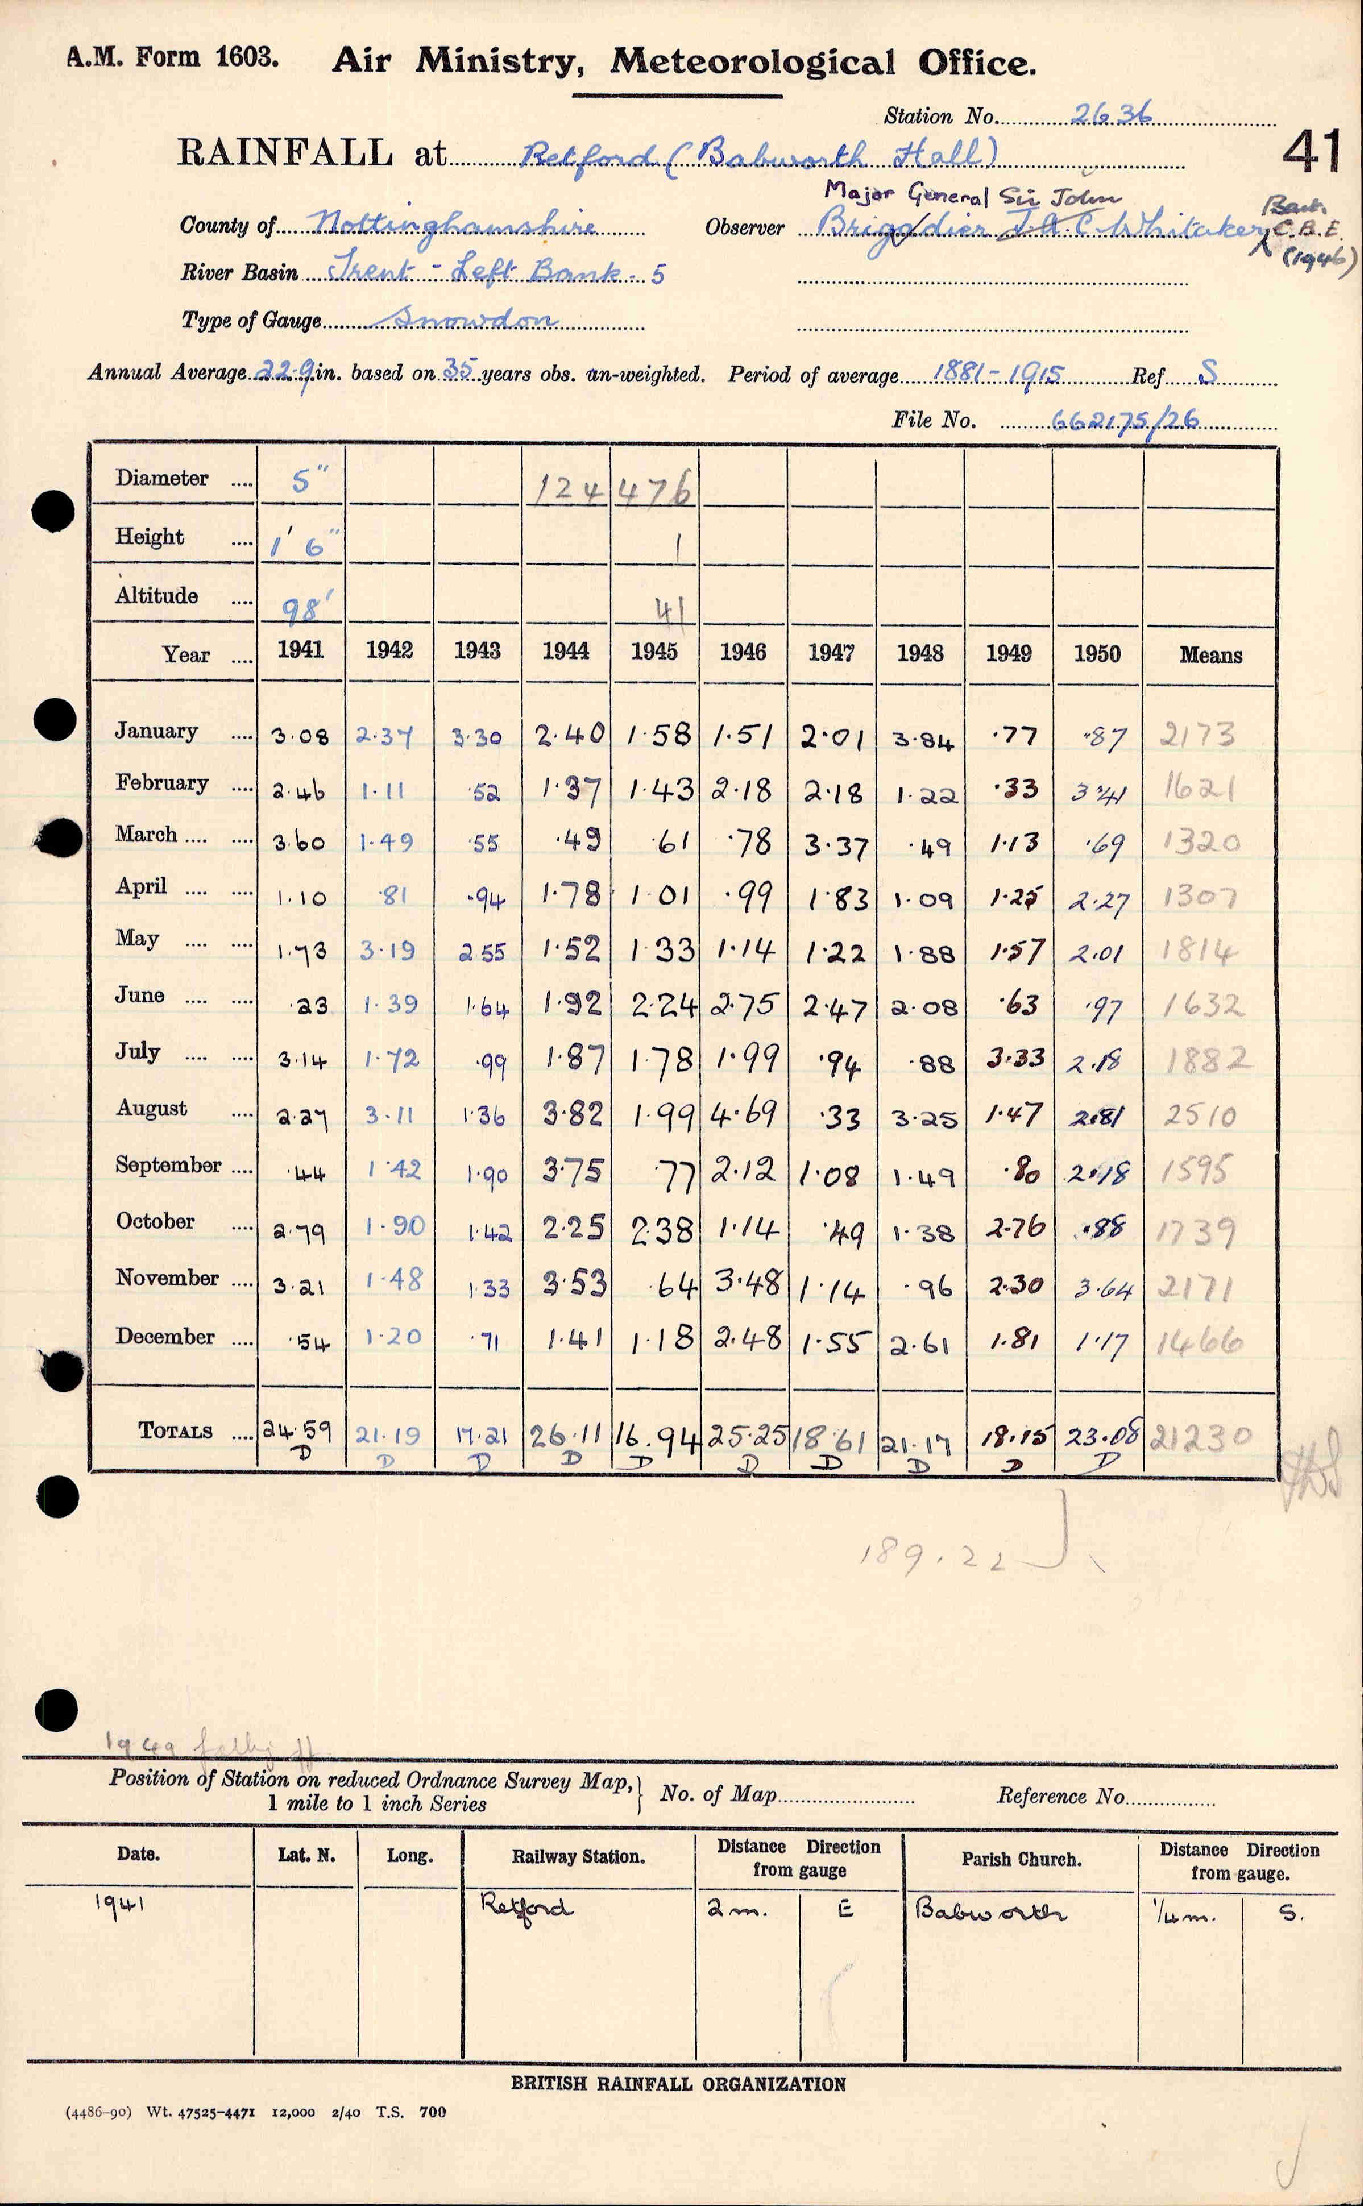 A.M. Form 1603. Air Ministry, Meteorological Office.
Station No. 2636
RAINFALL at Retford (Babworth Hall) 41
Major General Sir John
County of Nottinghamshire Observer Brigadier J.A.C. Whitaker, Bart. C.B.E. (1946)
River Basin Trent - Left Bank - 5
Type of Gauge Snowdon
Annual Average 22.9 in. based on 35 years obs. un-weighted. Period of average 1881-1915 Ref S
File No. 662175/26
Diameter .... 5" 124 476
Height .... 1' 6" 1
Altitude .... 98' 41
Year .... 1941 1942 1943 1944 1945 1946 1947 1948 1949 1950 Means
January .... 3.08 2.37 3.30 2.40 1.58 1.51 2.01 3.84 .77 .87 2173
February .... 2.46 1.11 .52 1.37 1.43 2.18 2.18 1.22 .33 3.41 1621
March .... .... 3.60 1.49 .55 .49 .61 .78 3.37 .49 1.13 .69 1320
April .... .... 1.10 .81 .94 1.78 1.01 .99 1.83 1.09 1.25 2.27 1307
May .... .... 1.73 3.19 2.55 1.52 1.33 1.14 1.22 1.88 1.57 2.01 1814
June .... .... .23 1.39 1.64 1.92 2.24 2.75 2.47 2.08 .63 .97 1632
July .... .... 3.14 1.72 .99 1.87 1.78 1.99 .94 .88 3.33 2.18 1882
August .... 2.27 3.11 1.36 3.82 1.99 4.69 .33 3.25 1.47 2.81 2510
September .... .44 1.42 1.90 3.75 .77 2.12 1.08 1.49 .80 2.18 1595
October .... 2.79 1.90 1.42 2.25 2.38 1.14 .49 1.38 2.76 .88 1739
November .... 3.21 1.48 1.33 3.53 .64 3.48 1.14 .96 2.30 3.64 2171
December .... .54 1.20 .71 1.41 1.18 2.48 1.55 2.61 1.81 1.17 1466
TOTALS .... 24.59 21.19 17.21 26.11 16.94 25.25 18.61 21.17 18.15 23.08 21230
D D D D D D D D D D
189.22
1949
Position of Station on reduced Ordnance Survey Map, } No. of Map Reference No.
1 mile to 1 inch Series
Date. Lat. N. Long. Railway Station. Distance Direction from gauge Parish Church. Distance Direction from gauge.
1941 Retford 2 m. E Babworth 1/4 m. S.
BRITISH RAINFALL ORGANIZATION
(4486-90) Wt. 47525-4471 12,000 2/40 T.S. 700